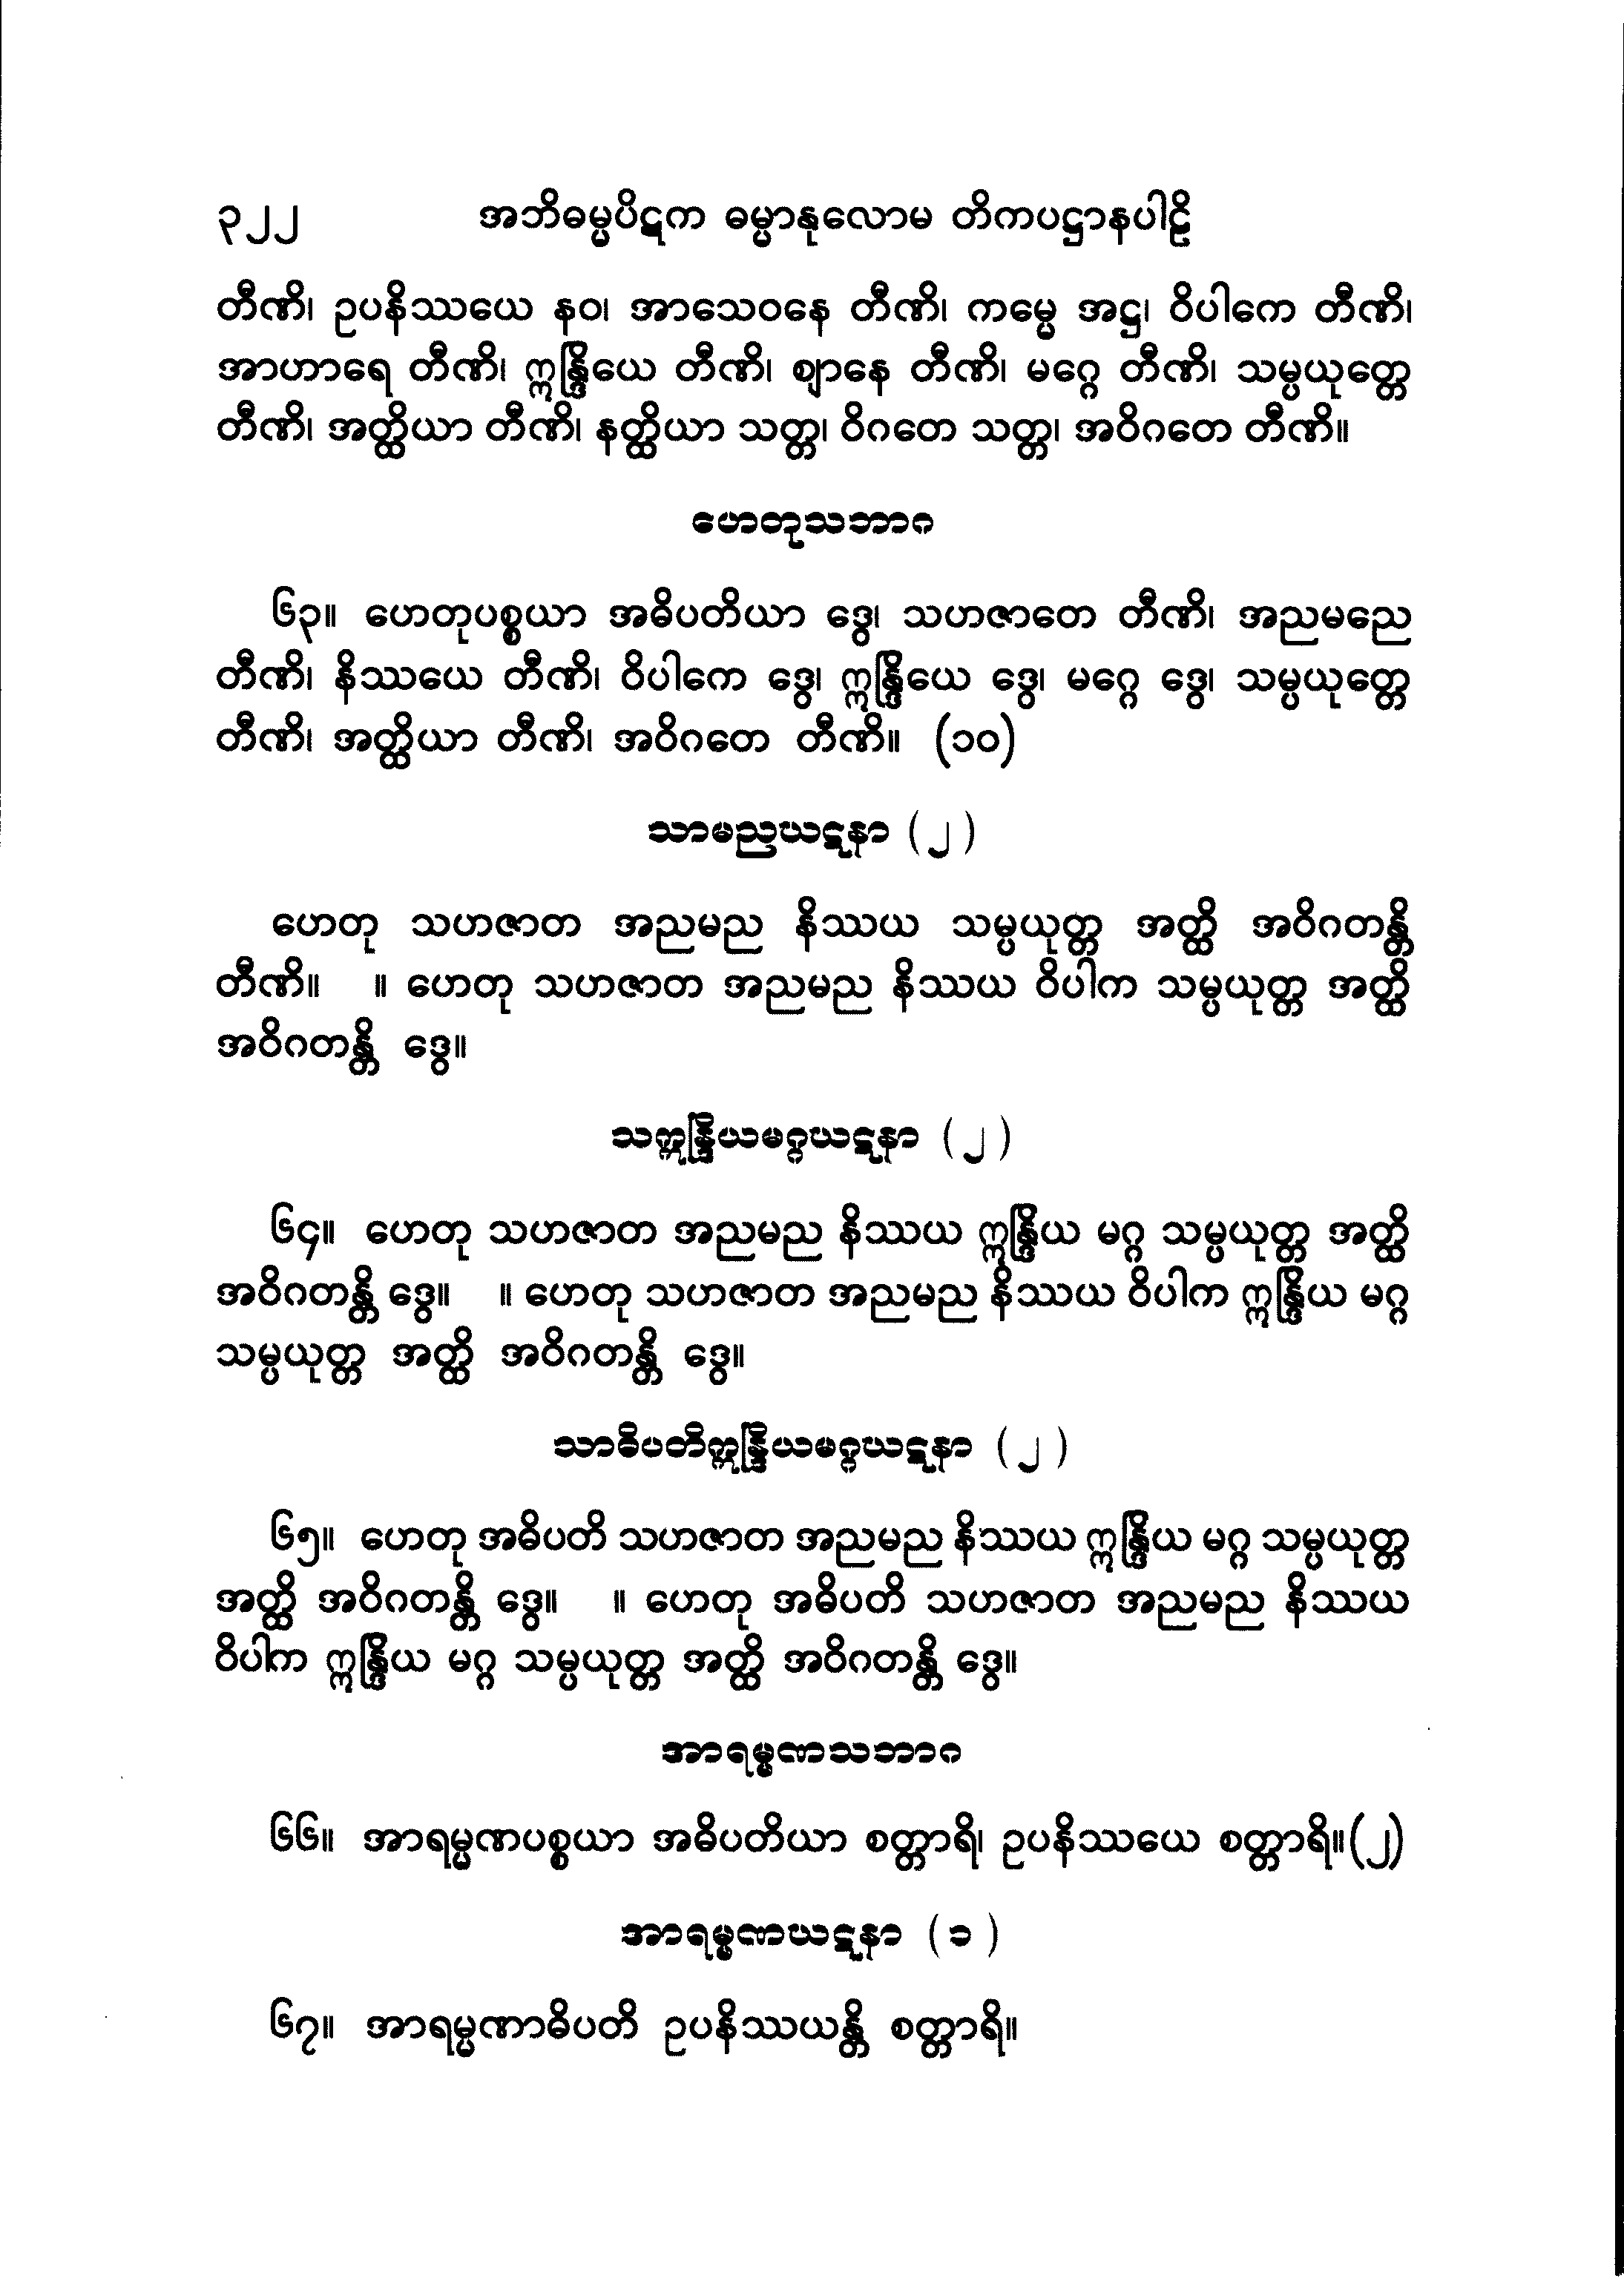 ၃၂၂ အဘိဓမ္မပိဋက ဓမ္မာနုလောမ တိကပဋ္ဌာနပါဠိ
တီဏိ၊ ဥပနိဿယေ နဝ၊ အာသေဝနေ တီဏိ၊ ကမ္မေ အဋ္ဌ၊ ဝိပါကေ တီဏိ၊
အာဟာရေ တီဏိ၊ ဣန္ဒြိယေ တီဏိ၊ ဈာနေ တီဏိ၊ မဂ္ဂေ တီဏိ၊ သမ္ပယုတ္တေ
တီဏိ၊ အတ္ထိယာ တီဏိ၊ နတ္ထိယာ သတ္တ၊ ဝိဂတေ သတ္တ၊ အဝိဂတေ တီဏိ။
ဟေတုသဘာဂ
၆၃။ ဟေတုပစ္စယာ အဓိပတိယာ ဒွေ၊ သဟဇာတေ တီဏိ၊ အညမညေ
တီဏိ၊ နိဿယေ တီဏိ၊ ဝိပါကေ ဒွေ၊ ဣန္ဒြိယေ ဒွေ၊ မဂ္ဂေ ဒွေ၊ သမ္ပယုတ္တေ
တီဏိ၊ အတ္ထိယာ တီဏိ၊ အဝိဂတေ တီဏိ။ (၁၀)
သာမညဃဋနာ (၂)
ဟေတု သဟဇာတ အညမည နိဿယ သမ္ပယုတ္တ အတ္ထိ အဝိဂတန္တိ
တီဏိ။ ။ ဟေတု သဟဇာတ အညမည နိဿယ ဝိပါက သမ္ပယုတ္တ အတ္ထိ
အဝိဂတန္တိ ဒွေ။
သဣန္ဒြိယမဂ္ဂဃဋနာ (၂)
၆၄။ ဟေတု သဟဇာတ အညမည နိဿယ ဣန္ဒြိယ မဂ္ဂ သမ္ပယုတ္တ အတ္ထိ
အဝိဂတန္တိ ဒွေ။ ။ ဟေတု သဟဇာတ အညမည နိဿယ ဝိပါက ဣန္ဒြိယ မဂ္ဂ
သမ္ပယုတ္တ အတ္ထိ အဝိဂတန္တိ ဒွေ။
သာဓိပတိဣန္ဒြိယမဂ္ဂဃဋနာ (၂)
၆၅။ ဟေတု အဓိပတိ သဟဇာတ အညမည နိဿယ ဣန္ဒြိယ မဂ္ဂ သမ္ပယုတ္တ
အတ္ထိ အဝိဂတန္တိ ဒွေ။ ။ ဟေတု အဓိပတိ သဟဇာတ အညမည နိဿယ
ဝိပါက ဣန္ဒြိယ မဂ္ဂ သမ္ပယုတ္တ အတ္ထိ အဝိဂတန္တိ ဒွေ။
အာရမ္မဏသဘာဂ
၆၆။ အာရမ္မဏပစ္စယာ အဓိပတိယာ စတ္တာရိ၊ ဥပနိဿယေ စတ္တာရိ။(၂)
အာရမ္မဏဃဋနာ (၁)
၆၇။ အာရမ္မဏာဓိပတိ ဥပနိဿယန္တိ စတ္တာရိ။